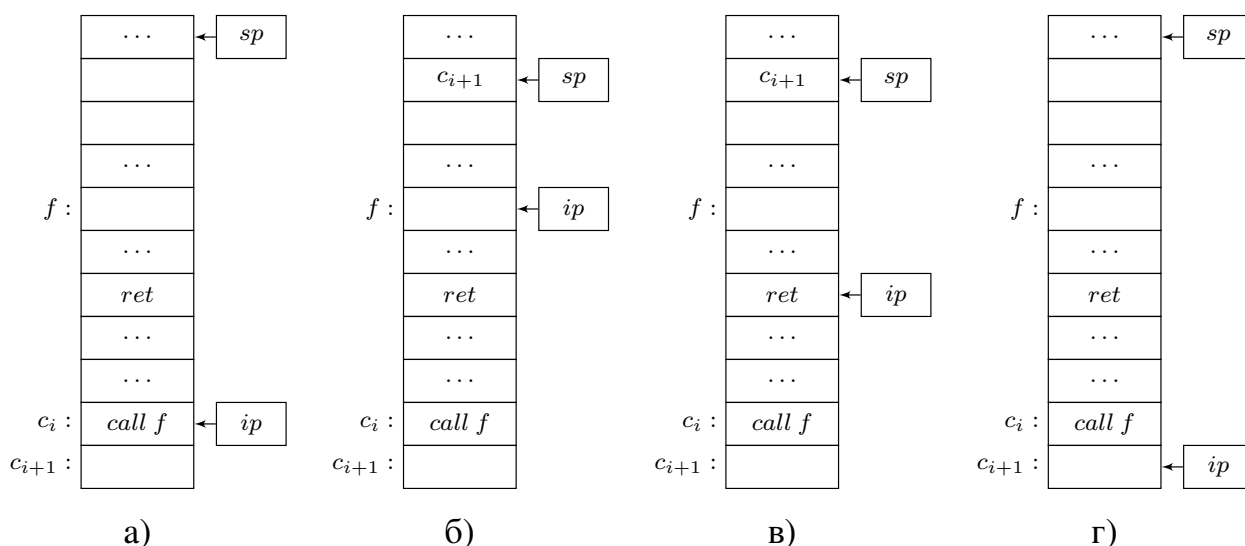 ⋯ sp ⋯ ⋯ ⋯ sp
c_{i+1} sp c_{i+1} sp
⋯ ⋯ ⋯ ⋯
f : f : ip f : f :
⋯ ⋯ ⋯ ⋯
ret ret ret ip ret
⋯ ⋯ ⋯ ⋯
⋯ ⋯ ⋯ ⋯
c_i : call f ip c_i : call f c_i : call f c_i : call f
c_{i+1} : c_{i+1} : c_{i+1} : c_{i+1} : ip
а) б) в) г)